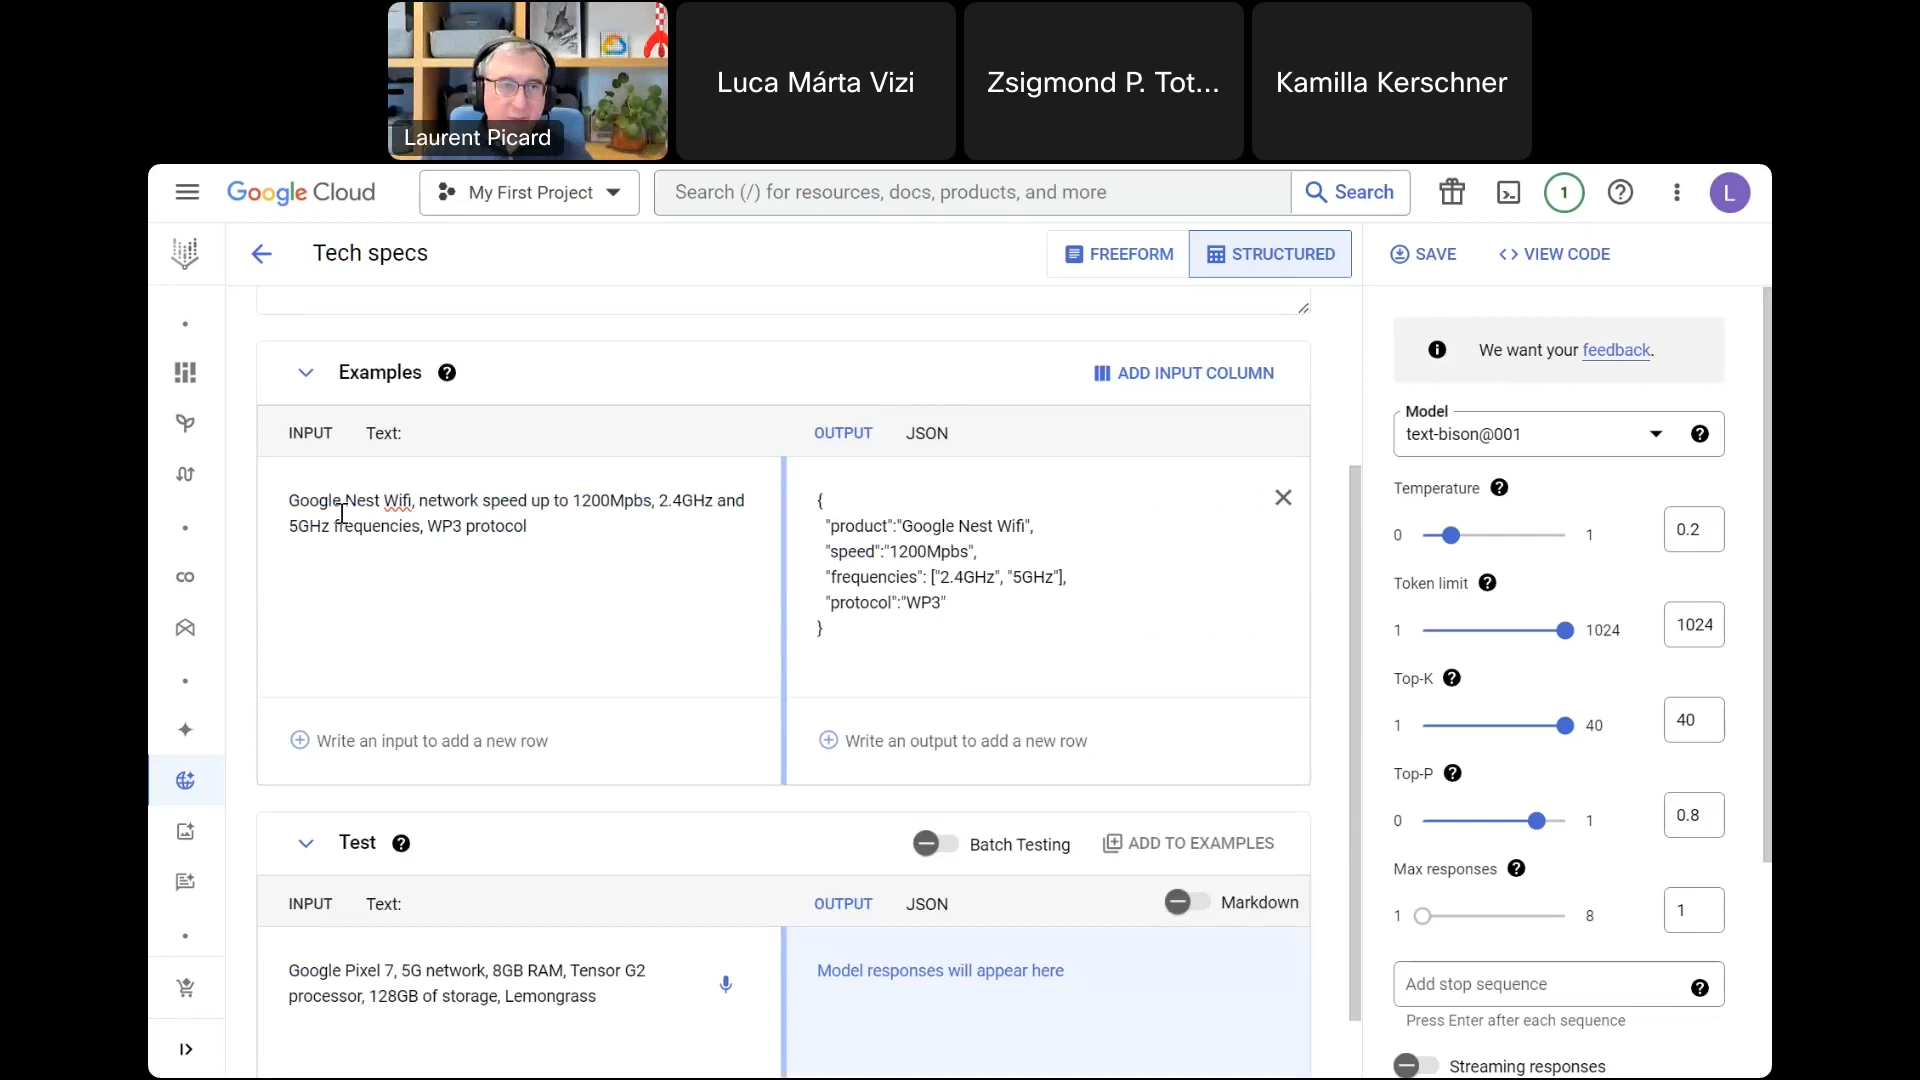 Laurent Picard
Luca Márta Vizi
Zsigmond P. Tot...
Kamilla Kerschner
Google Cloud
My First Project
Search (/) for resources, docs, products, and more
Search
1
L
Tech specs
FREEFORM
STRUCTURED
SAVE
VIEW CODE
Examples
ADD INPUT COLUMN
INPUT Text:
OUTPUT JSON
Google Nest Wifi, network speed up to 1200Mpbs, 2.4GHz and
5GHz frequencies, WP3 protocol
{
"product":"Google Nest Wifi",
"speed":"1200Mpbs",
"frequencies": ["2.4GHz", "5GHz"],
"protocol":"WP3"
}
Write an input to add a new row
Write an output to add a new row
Test
Batch Testing
ADD TO EXAMPLES
INPUT Text:
OUTPUT JSON
Markdown
Google Pixel 7, 5G network, 8GB RAM, Tensor G2
processor, 128GB of storage, Lemongrass
Model responses will appear here
We want your feedback.
Model
text-bison@001
Temperature
0 1 0.2
Token limit
1 1024 1024
Top-K
1 40 40
Top-P
0 1 0.8
Max responses
1 8 1
Add stop sequence
Press Enter after each sequence
Streaming responses